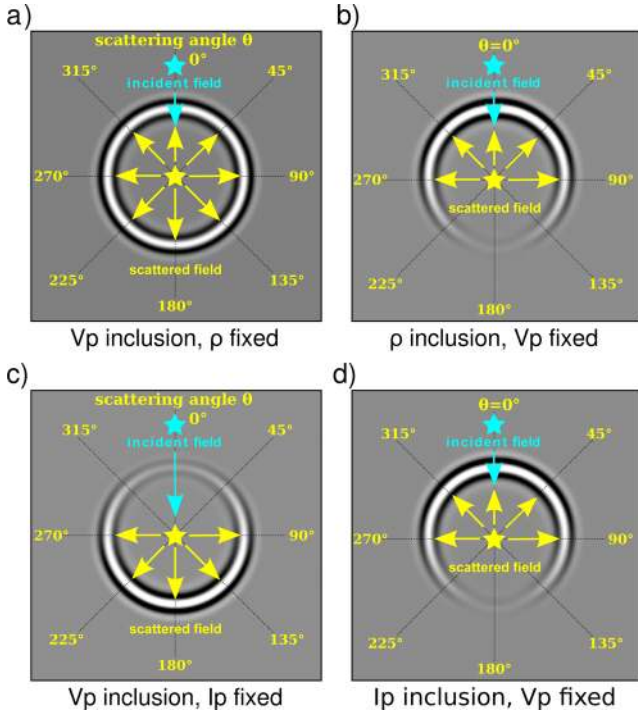 a)
scattering angle θ
0°
incident field
315°
45°
270°
90°
225°
scattered field
135°
180°
Vp inclusion, ρ fixed
b)
θ=0°
incident field
315°
45°
270°
90°
scattered field
225°
135°
180°
ρ inclusion, Vp fixed
c)
scattering angle θ
0°
incident field
315°
45°
270°
90°
225°
scattered field
135°
180°
Vp inclusion, Ip fixed
d)
θ=0°
incident field
315°
45°
270°
90°
scattered field
225°
135°
180°
Ip inclusion, Vp fixed